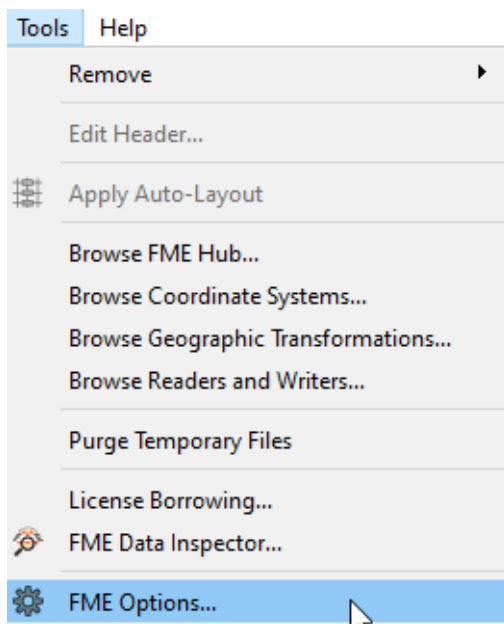 Tools Help
Remove
Edit Header...
Apply Auto-Layout
Browse FME Hub...
Browse Coordinate Systems...
Browse Geographic Transformations...
Browse Readers and Writers...
Purge Temporary Files
License Borrowing...
FME Data Inspector...
FME Options...